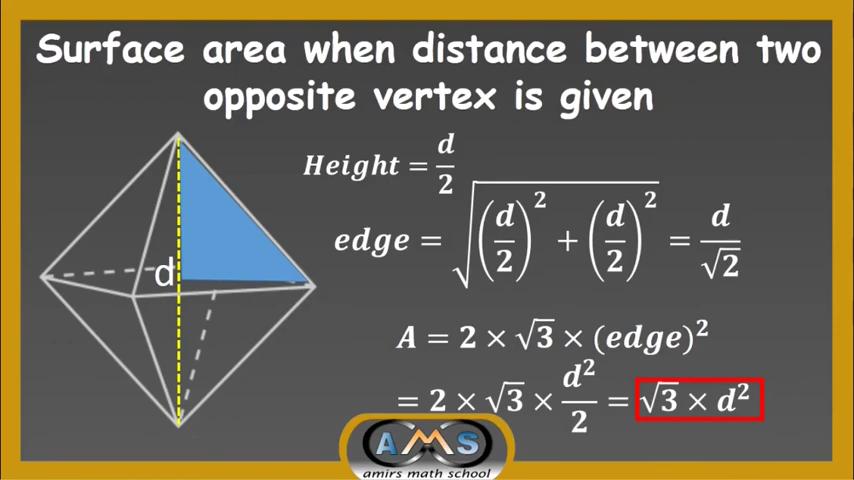 Surface area when distance between two
opposite vertex is given
Height = d/2
edge = √((d/2)² + (d/2)²) = d/√2
d
A = 2 × √3 × (edge)²
= 2 × √3 × d²/2 = √3 × d²
AMS
amirs math school